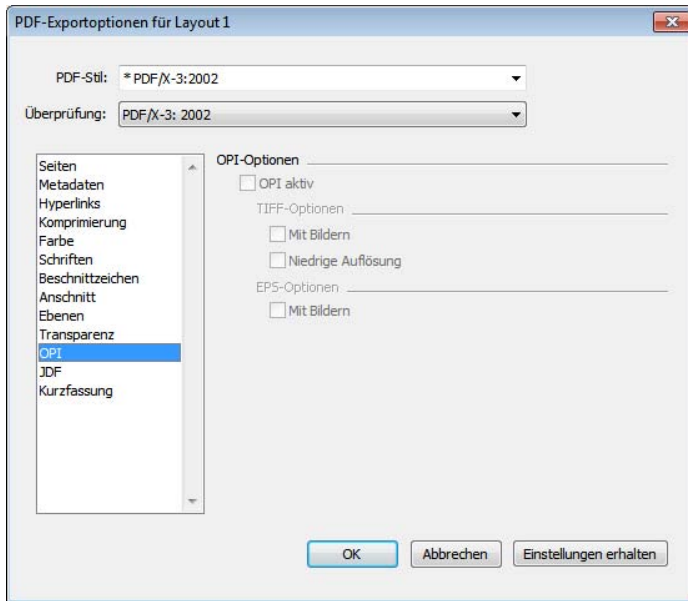 PDF-Exportoptionen für Layout 1
PDF-Stil: * PDF/X-3:2002
Überprüfung: PDF/X-3: 2002
Seiten
Metadaten
Hyperlinks
Komprimierung
Farbe
Schriften
Beschnittzeichen
Anschnitt
Ebenen
Transparenz
OPI
JDF
Kurzfassung
OPI-Optionen
OPI aktiv
TIFF-Optionen
Mit Bildern
Niedrige Auflösung
EPS-Optionen
Mit Bildern
OK Abbrechen Einstellungen erhalten